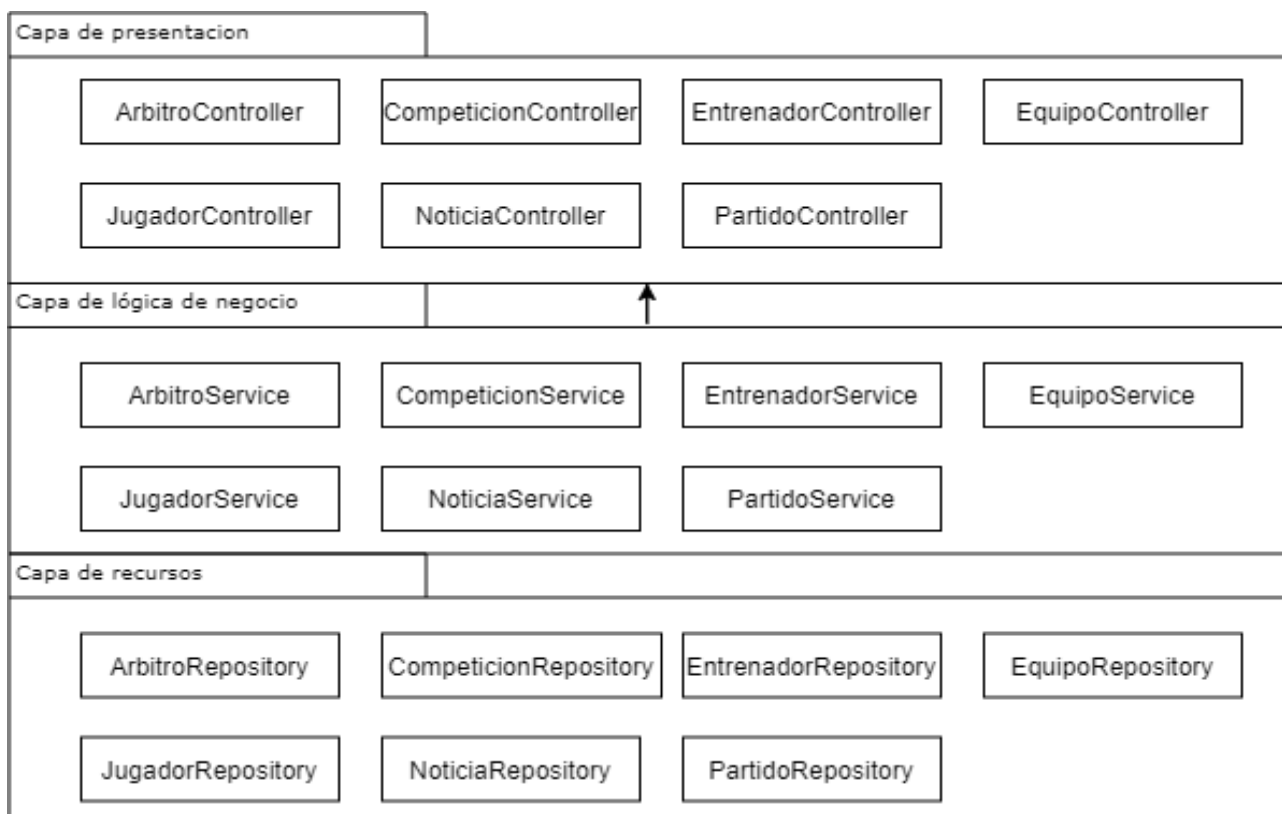 Capa de presentacion
ArbitroController
CompeticionController
EntrenadorController
EquipoController
JugadorController
NoticiaController
PartidoController
Capa de lógica de negocio
ArbitroService
CompeticionService
EntrenadorService
EquipoService
JugadorService
NoticiaService
PartidoService
Capa de recursos
ArbitroRepository
CompeticionRepository
EntrenadorRepository
EquipoRepository
JugadorRepository
NoticiaRepository
PartidoRepository